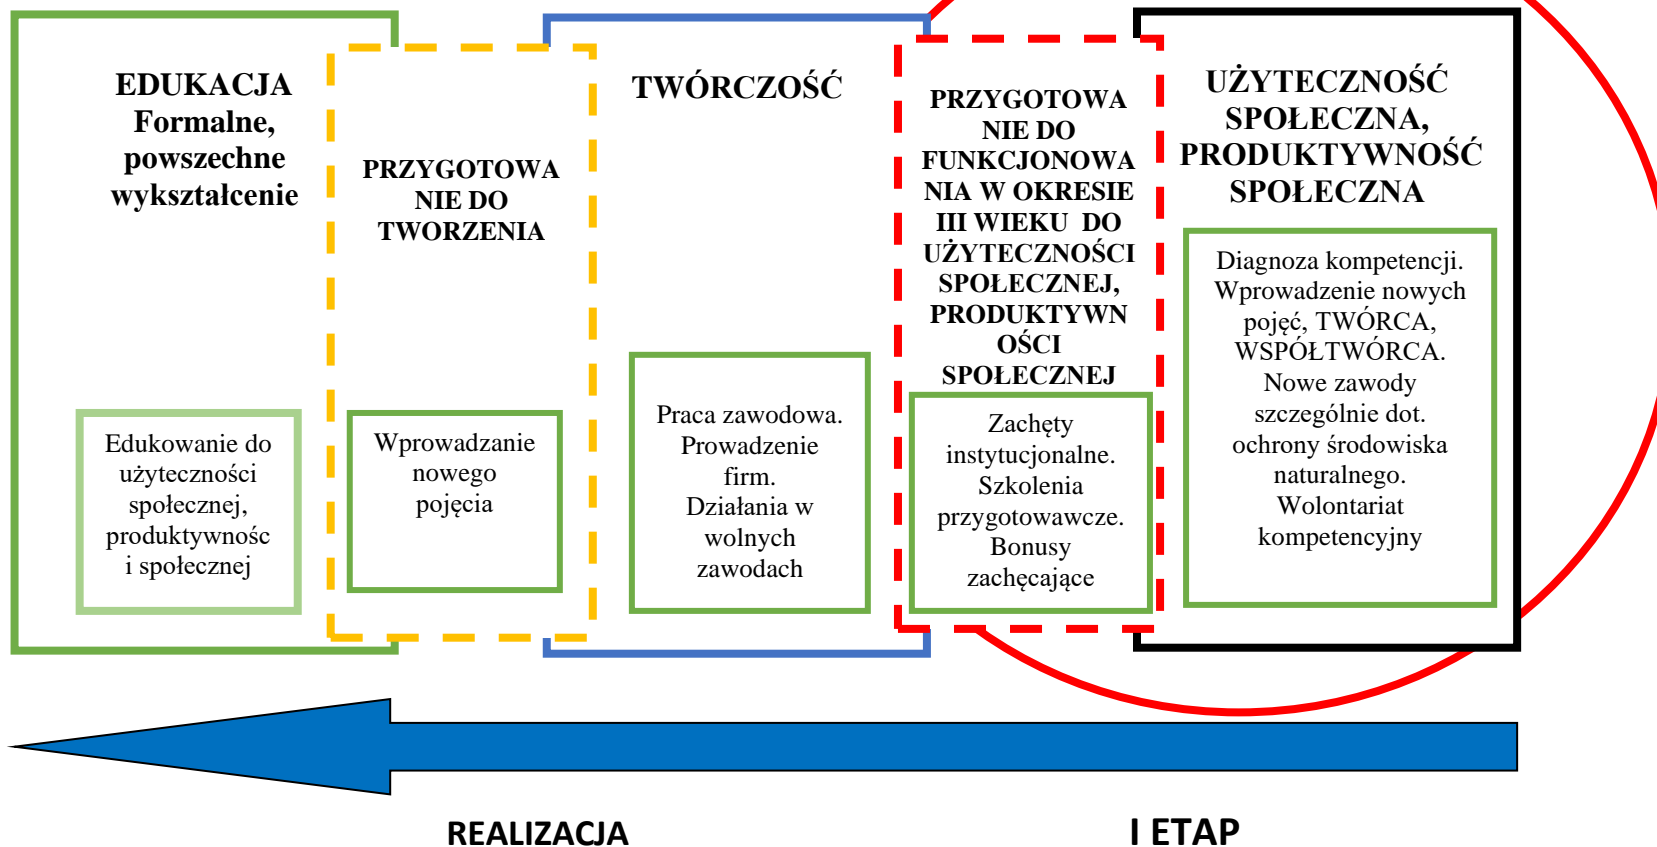 EDUKACJA
Formalne,
powszechne
wykształcenie
Edukowanie do
użyteczności
społecznej,
produktywnośc
i społecznej
PRZYGOTOWA
NIE DO
TWORZENIA
Wprowadzanie
nowego
pojęcia
TWÓRCZOŚĆ
Praca zawodowa.
Prowadzenie
firm.
Działania w
wolnych
zawodach
PRZYGOTOWA
NIE DO
FUNKCJONOWA
NIA W OKRESIE
III WIEKU DO
UŻYTECZNOŚCI
SPOŁECZNEJ,
PRODUKTYWN
OŚCI
SPOŁECZNEJ
Zachęty
instytucjonalne.
Szkolenia
przygotowawcze.
Bonusy
zachęcające
UŻYTECZNOŚĆ
SPOŁECZNA,
PRODUKTYWNOŚĆ
SPOŁECZNA
Diagnoza kompetencji.
Wprowadzenie nowych
pojęć, TWÓRCA,
WSPÓŁTWÓRCA.
Nowe zawody
szczególnie dot.
ochrony środowiska
naturalnego.
Wolontariat
kompetencyjny
REALIZACJA
I ETAP